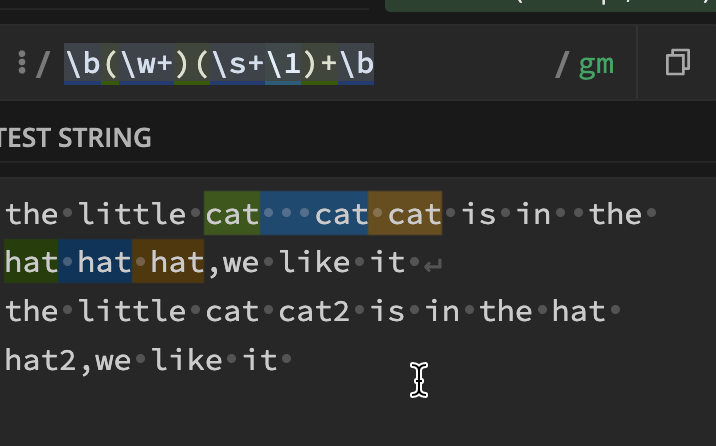 / \b(\w+)(\s+\1)+\b / gm
TEST STRING
the·little·cat···cat·cat·is·in··the·
hat·hat·hat,we·like·it·↵
the·little·cat·cat2·is·in·the·hat·
hat2,we·like·it·